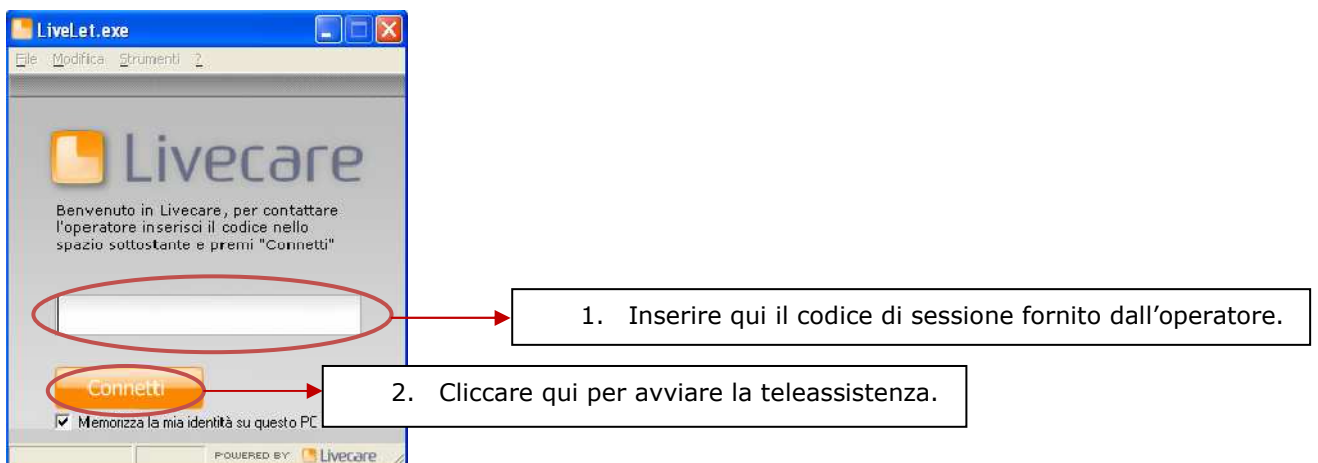 LiveLet.exe
File Modifica Strumenti ?
Livecare
Benvenuto in Livecare, per contattare
l'operatore inserisci il codice nello
spazio sottostante e premi "Connetti"
1. Inserire qui il codice di sessione fornito dall’operatore.
Connetti
2. Cliccare qui per avviare la teleassistenza.
Memorizza la mia identità su questo PC
POWERED BY Livecare